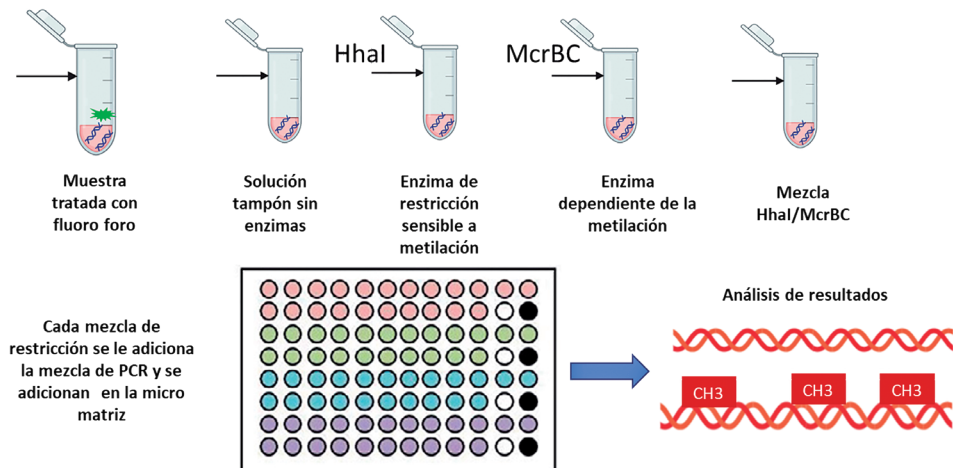 HhaI
McrBC
Muestra
tratada con
fluoro foro
Solución
tampón sin
enzimas
Enzima de
restricción
sensible a
metilación
Enzima
dependiente de la
metilación
Mezcla
HhaI/McrBC
Cada mezcla de
restricción se le adiciona
la mezcla de PCR y se
adicionan en la micro
matriz
Análisis de resultados
CH3
CH3
CH3